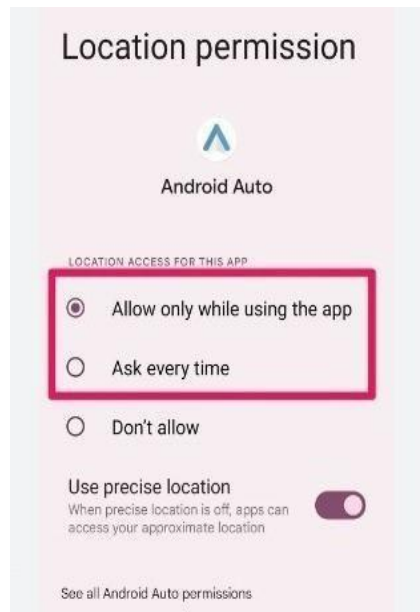 Location permission
Android Auto
LOCATION ACCESS FOR THIS APP
Allow only while using the app
Ask every time
Don't allow
Use precise location
When precise location is off, apps can
access your approximate location
See all Android Auto permissions